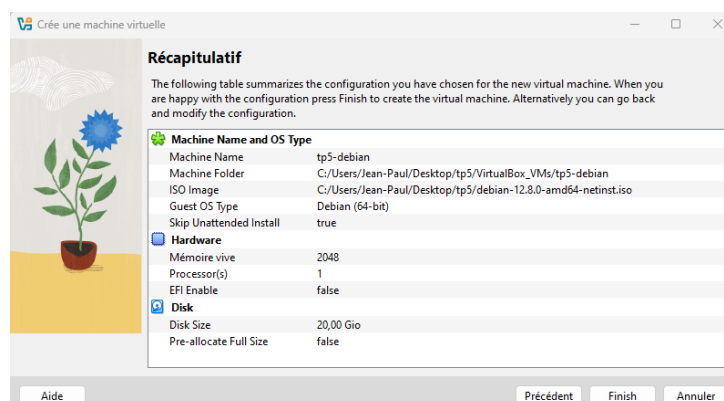 Crée une machine virtuelle
Récapitulatif
The following table summarizes the configuration you have chosen for the new virtual machine. When you
are happy with the configuration press Finish to create the virtual machine. Alternatively you can go back
and modify the configuration.
Machine Name and OS Type
Machine Name tp5-debian
Machine Folder C:/Users/Jean-Paul/Desktop/tp5/VirtualBox_VMs/tp5-debian
ISO Image C:/Users/Jean-Paul/Desktop/tp5/debian-12.8.0-amd64-netinst.iso
Guest OS Type Debian (64-bit)
Skip Unattended Install true
Hardware
Mémoire vive 2048
Processor(s) 1
EFI Enable false
Disk
Disk Size 20,00 Gio
Pre-allocate Full Size false
Aide Précédent Finish Annuler